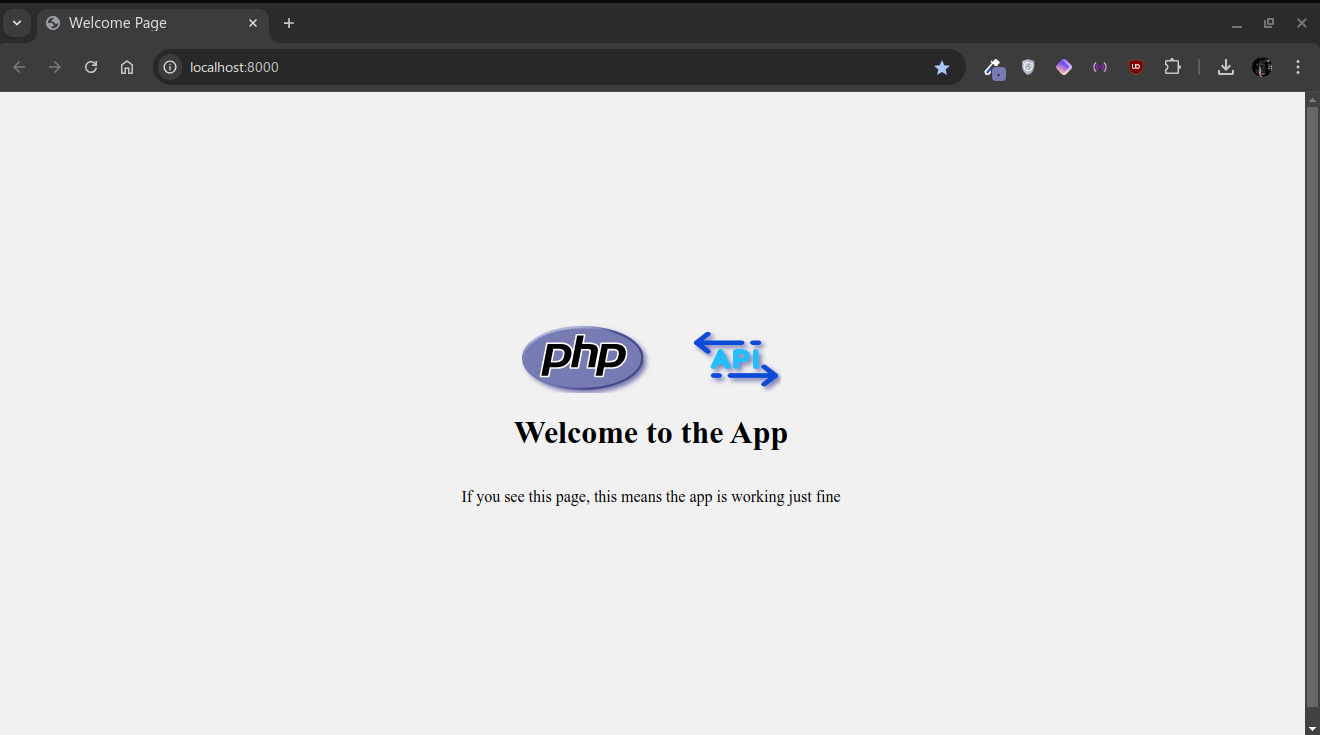 Welcome Page
localhost:8000
php
API
Welcome to the App
If you see this page, this means the app is working just fine